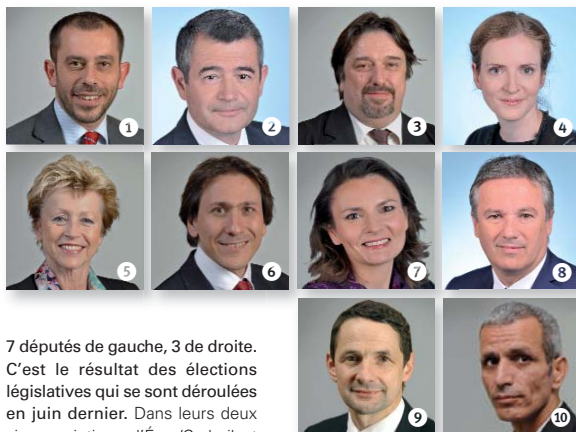 1
2
3
4
5
6
7
8
9
10
7 députés de gauche, 3 de droite.
C'est le résultat des élections
législatives qui se sont déroulées
en juin dernier. Dans leurs deux